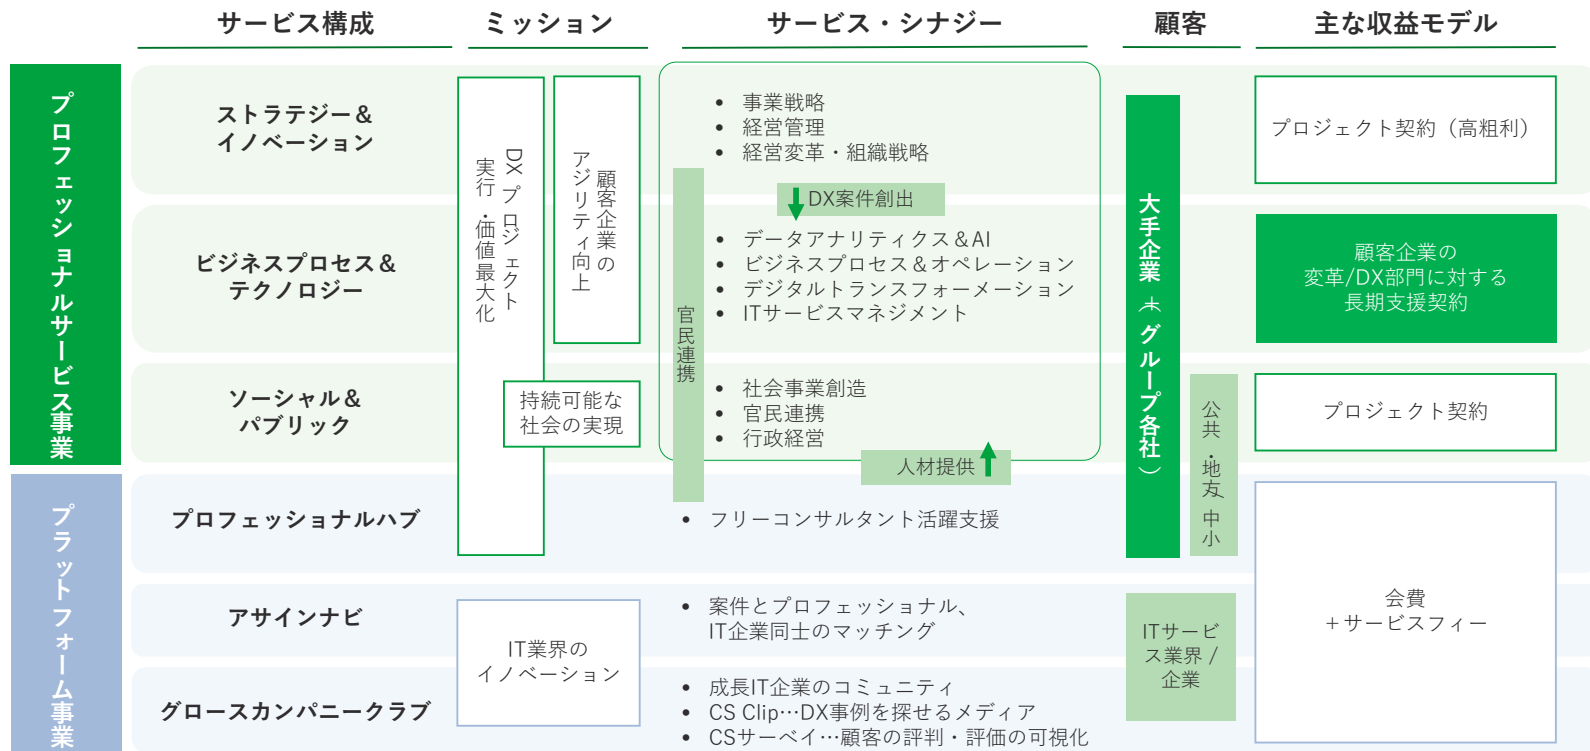 サービス構成
ミッション
サービス・シナジー
顧客
主な収益モデル
プロフェッショナルサービス事業
ストラテジー＆
イノベーション
DXプロジェクト
実行・価値最大化
顧客企業の
アジリティ向上
• 事業戦略
• 経営管理
• 経営変革・組織戦略
大手企業（＋グループ各社）
プロジェクト契約（高粗利）
DX案件創出
ビジネスプロセス＆
テクノロジー
• データアナリティクス＆AI
• ビジネスプロセス＆オペレーション
• デジタルトランスフォーメーション
• ITサービスマネジメント
顧客企業の
変革/DX部門に対する
長期支援契約
官民連携
ソーシャル＆
パブリック
持続可能な
社会の実現
• 社会事業創造
• 官民連携
• 行政経営
公共・地方、中小
プロジェクト契約
人材提供
プラットフォーム事業
プロフェッショナルハブ
• フリーコンサルタント活躍支援
アサインナビ
IT業界の
イノベーション
• 案件とプロフェッショナル、
IT企業同士のマッチング
ITサービ
ス業界 /
企業
会費
＋サービスフィー
グロースカンパニークラブ
• 成長IT企業のコミュニティ
• CS Clip…DX事例を探せるメディア
• CSサーベイ…顧客の評判・評価の可視化